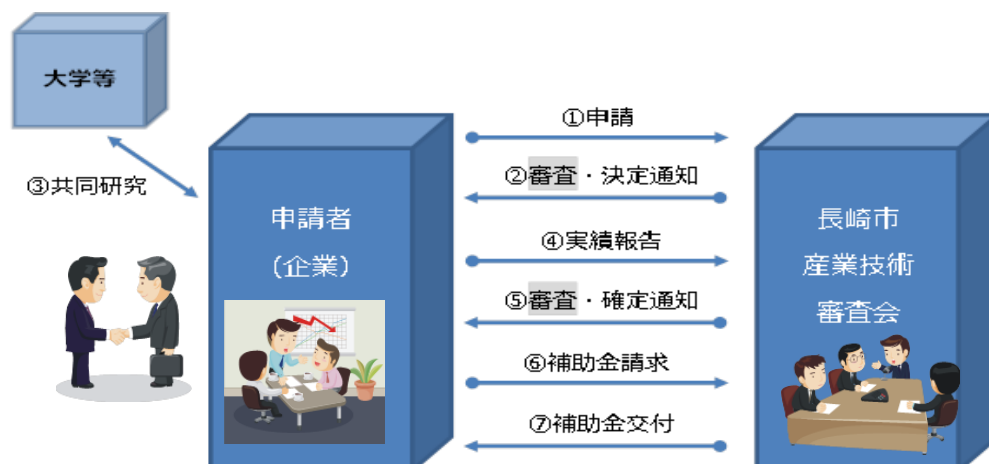 大学等
③共同研究
申請者
（企業）
①申請
②審査・決定通知
④実績報告
⑤審査・確定通知
⑥補助金請求
⑦補助金交付
長崎市
産業技術
審査会